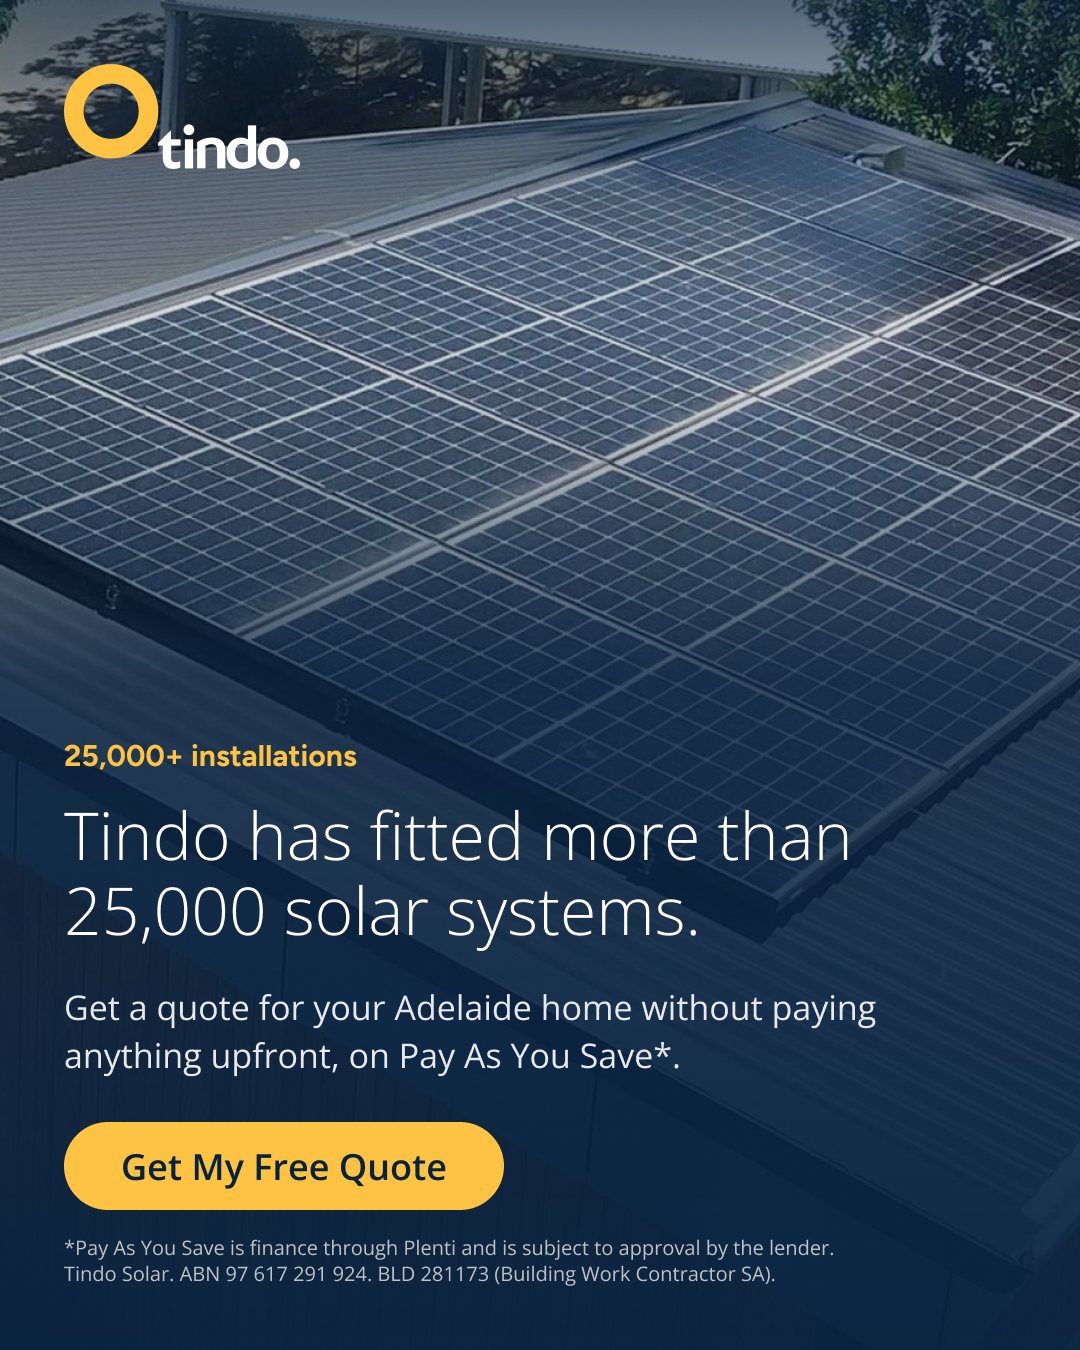 tindo.
25,000+ installations
Tindo has fitted more than
25,000 solar systems.
Get a quote for your Adelaide home without paying
anything upfront, on Pay As You Save*.
Get My Free Quote
*Pay As You Save is finance through Plenti and is subject to approval by the lender.
Tindo Solar. ABN 97 617 291 924. BLD 281173 (Building Work Contractor SA).